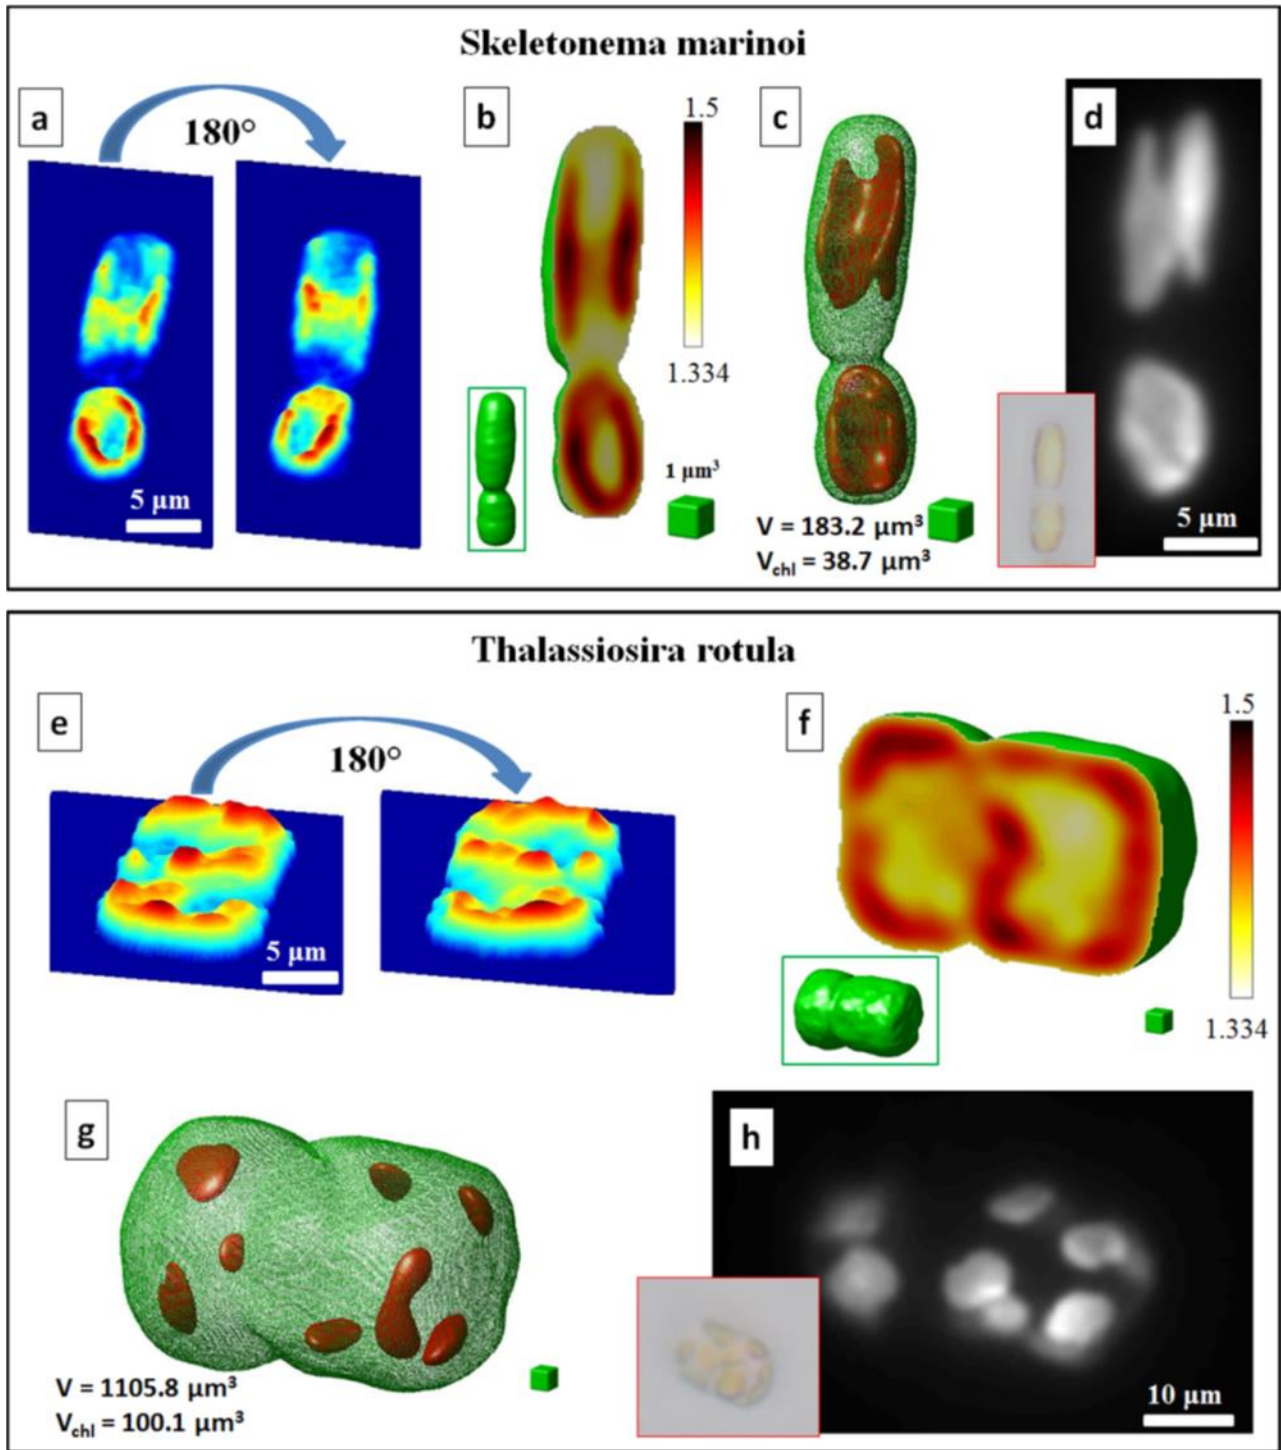 Skeletonema marinoi
a
180°
5 µm
b
1.5
1.334
1 µm³
c
V = 183.2 µm³
Vchl = 38.7 µm³
d
5 µm
Thalassiosira rotula
e
180°
5 µm
f
1.5
1.334
g
V = 1105.8 µm³
Vchl = 100.1 µm³
h
10 µm